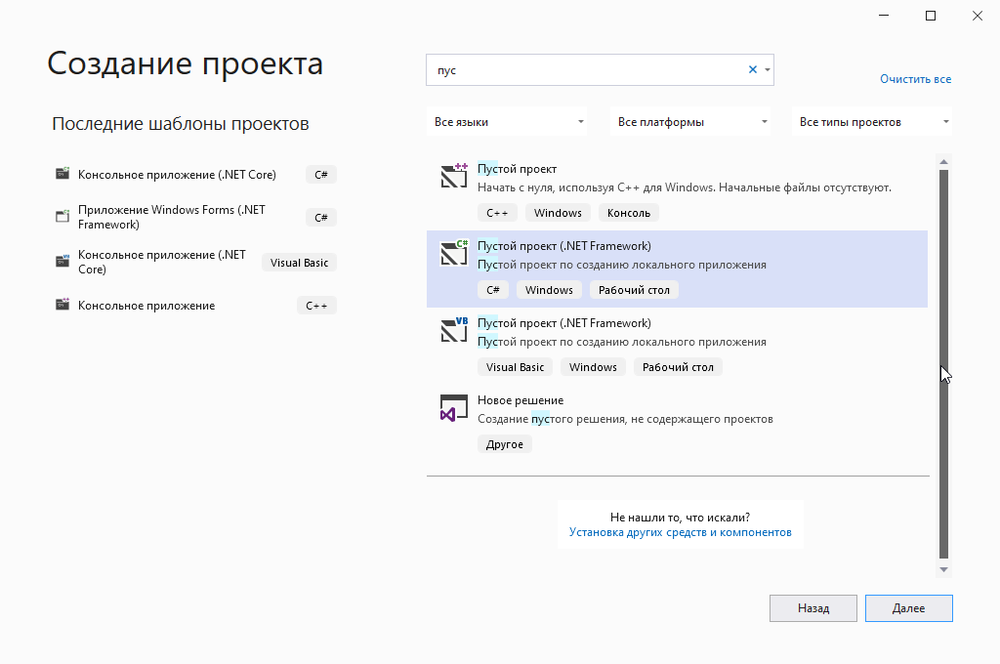 Создание проекта
Последние шаблоны проектов
Консольное приложение (.NET Core)
C#
Приложение Windows Forms (.NET
Framework)
C#
Консольное приложение (.NET
Core)
Visual Basic
Консольное приложение
C++
пус
Очистить все
Все языки
Все платформы
Все типы проектов
Пустой проект
Начать с нуля, используя C++ для Windows. Начальные файлы отсутствуют.
C++ Windows Консоль
Пустой проект (.NET Framework)
Пустой проект по созданию локального приложения
C# Windows Рабочий стол
Пустой проект (.NET Framework)
Пустой проект по созданию локального приложения
Visual Basic Windows Рабочий стол
Новое решение
Создание пустого решения, не содержащего проектов
Другое
Не нашли то, что искали?
Установка других средств и компонентов
Назад
Далее